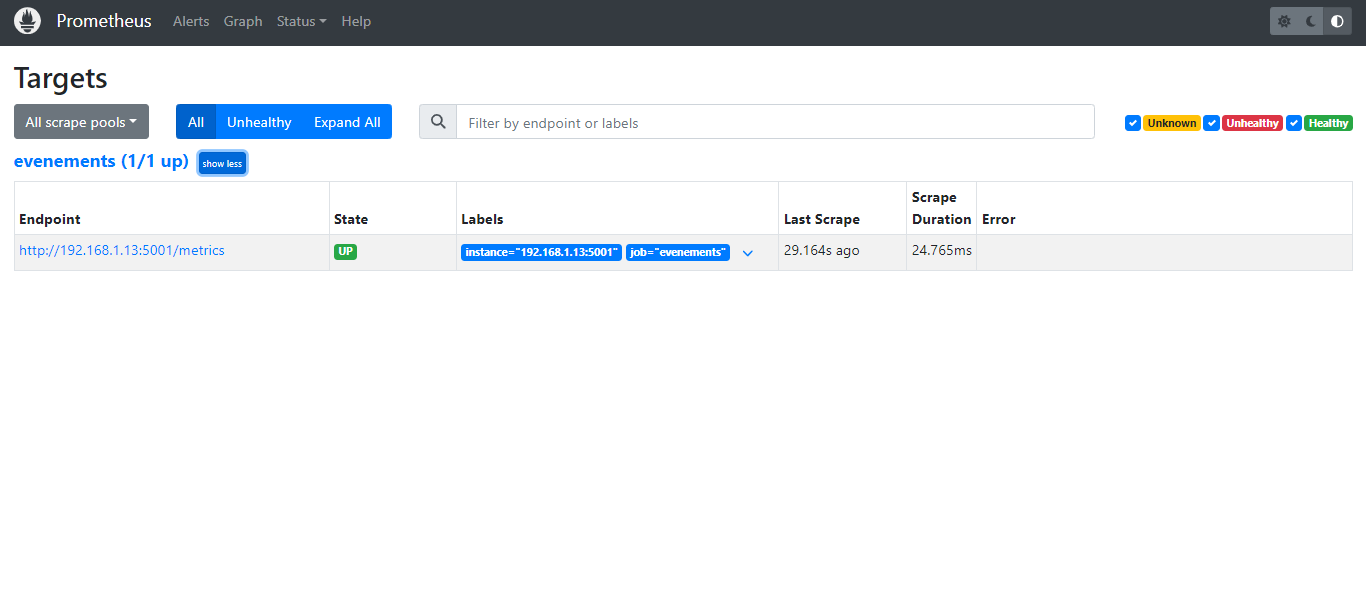 Prometheus Alerts Graph Status Help
Targets
All scrape pools All Unhealthy Expand All Filter by endpoint or labels Unknown Unhealthy Healthy
evenements (1/1 up) show less
Endpoint State Labels Last Scrape Scrape Duration Error
http://192.168.1.13:5001/metrics UP instance="192.168.1.13:5001" job="evenements" 29.164s ago 24.765ms